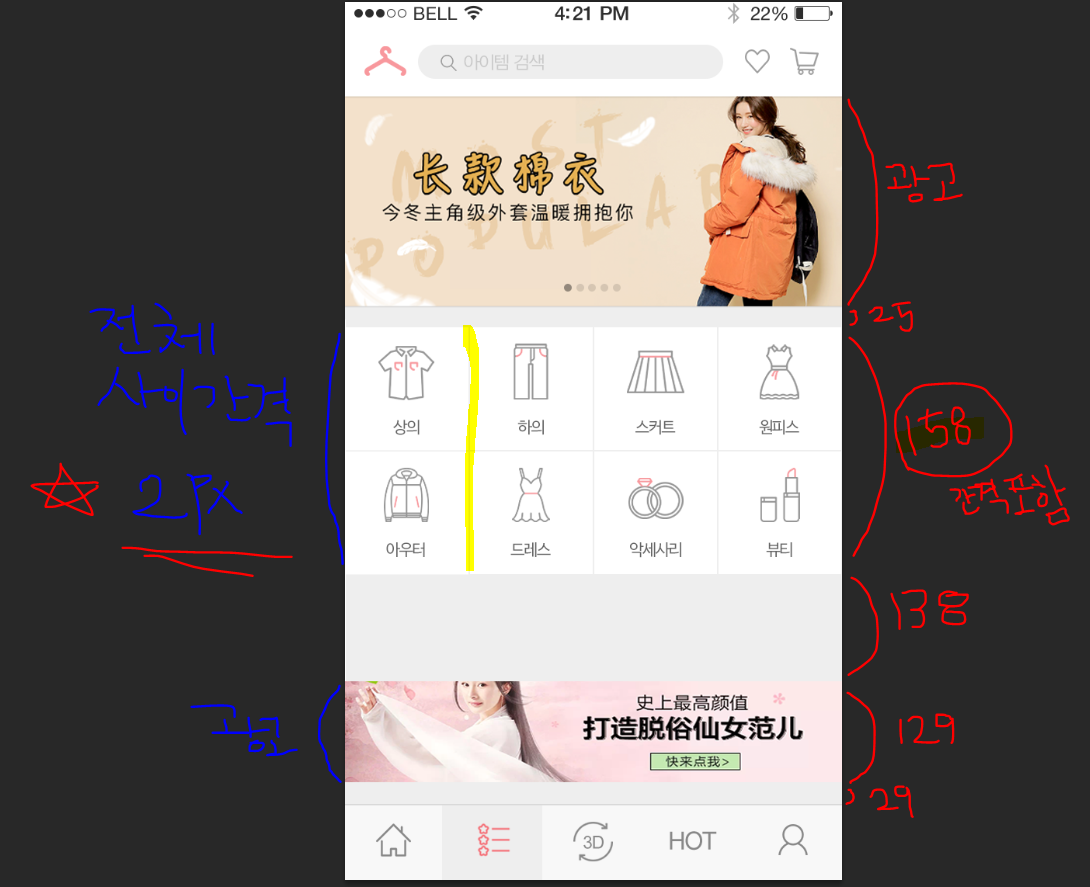 BELL 4:21 PM 22%
아이템 검색
MOST
POPULAR
长款棉衣
今冬主角级外套温暖拥抱你
광고
25
전체
사이간격
2px
상의 하의 스커트 원피스
158
간격포함
아우터 드레스 악세사리 뷰티
138
광고
史上最高颜值
打造脱俗仙女范儿
快来点我>
129
29
3D HOT